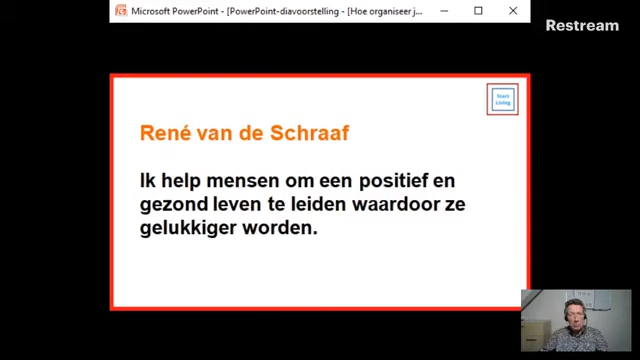 Microsoft PowerPoint - [PowerPoint-diavoorstelling - [Hoe organiseer j...
Restream
Start
Living
René van de Schraaf
Ik help mensen om een positief en
gezond leven te leiden waardoor ze
gelukkiger worden.